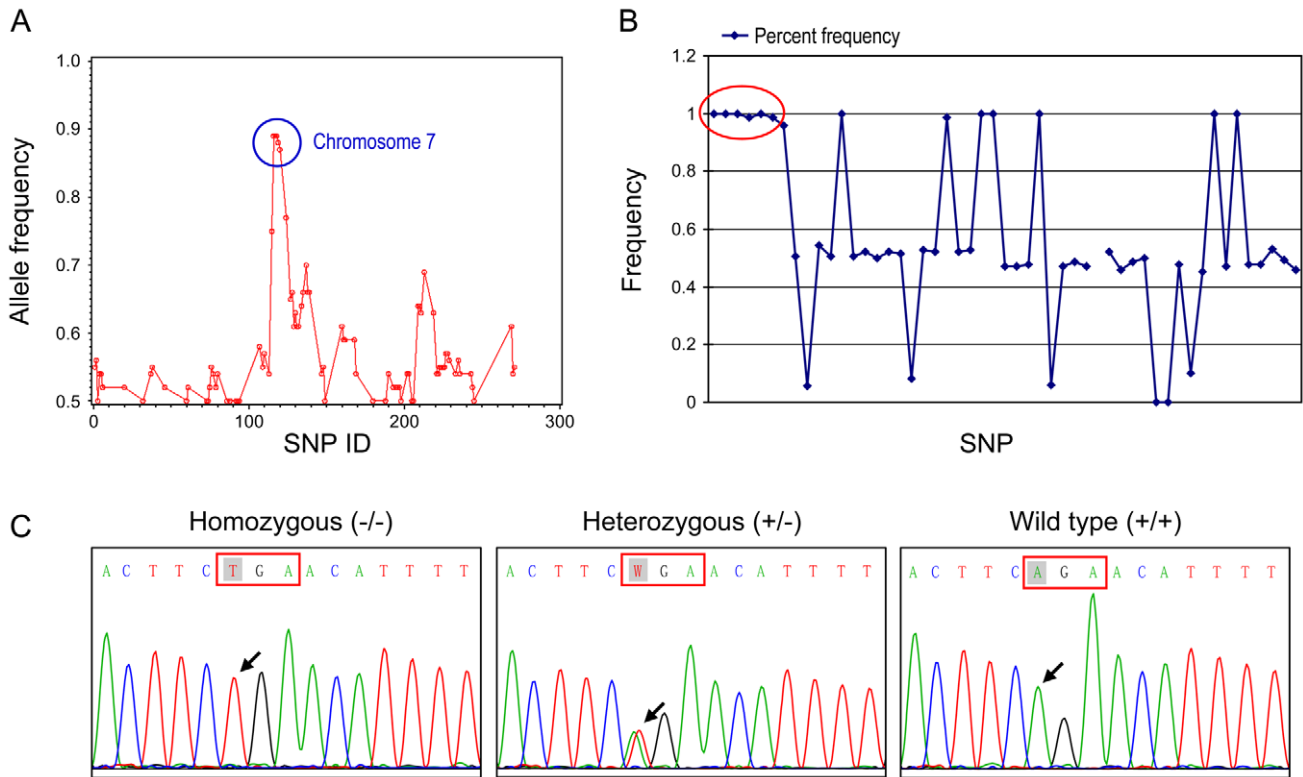 A
Allele frequency
1.0
0.9
0.8
0.7
0.6
0.5
0
100
200
300
SNP ID
Chromosome 7
B
Percent frequency
Frequency
1.2
1
0.8
0.6
0.4
0.2
0
SNP
C
Homozygous (-/-)
A C T T C T G A A C A T T T T
Heterozygous (+/-)
A C T T C W G A A C A T T T T
Wild type (+/+)
A C T T C A G A A C A T T T T